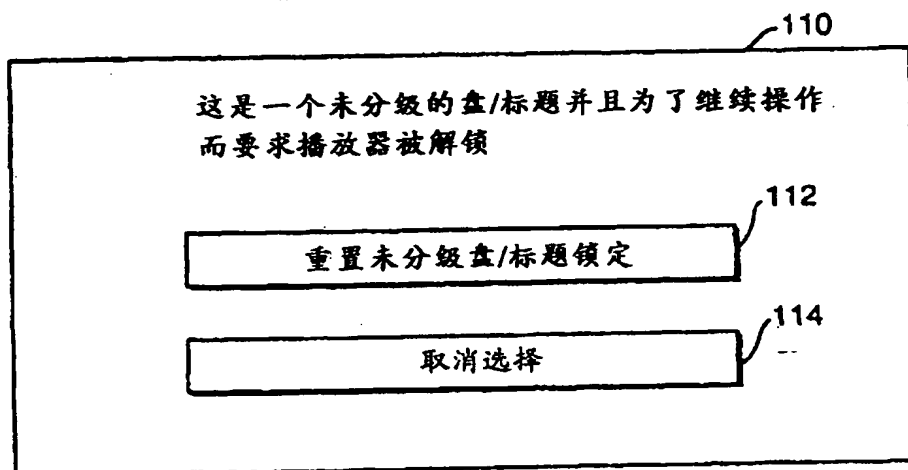 110
这是一个未分级的盘/标题并且为了继续操作
而要求播放器被解锁
112
重置未分级盘/标题锁定
114
取消选择